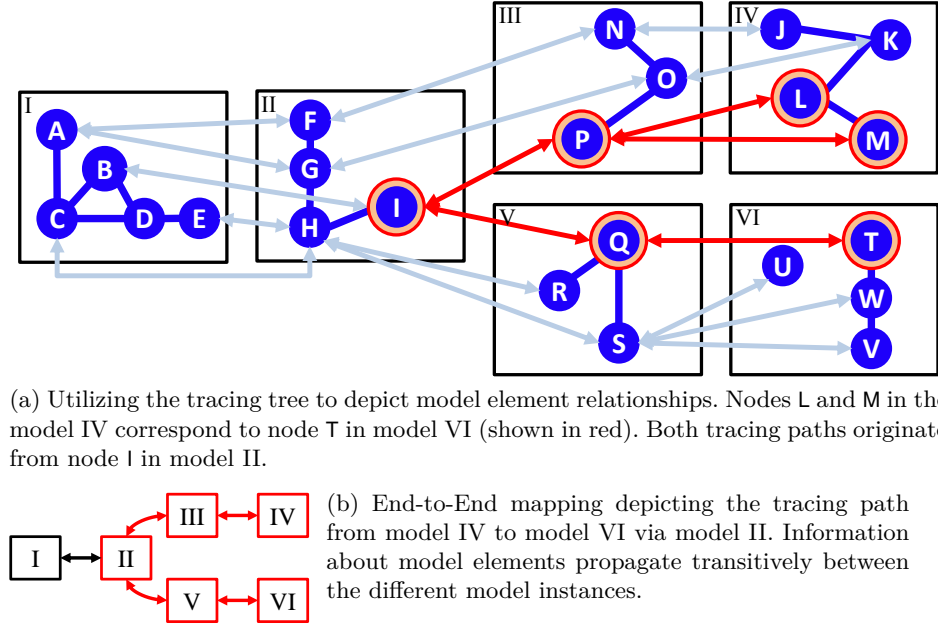 III
IV
N
J
K
O
I
II
L
A
F
P
M
B
G
I
C
D
E
H
V
VI
Q
T
U
R
W
S
V
(a) Utilizing the tracing tree to depict model element relationships. Nodes L and M in the
model IV correspond to node T in model VI (shown in red). Both tracing paths originate
from node I in model II.
III
IV
I
II
V
VI
(b) End-to-End mapping depicting the tracing path
from model IV to model VI via model II. Information
about model elements propagate transitively between
the different model instances.